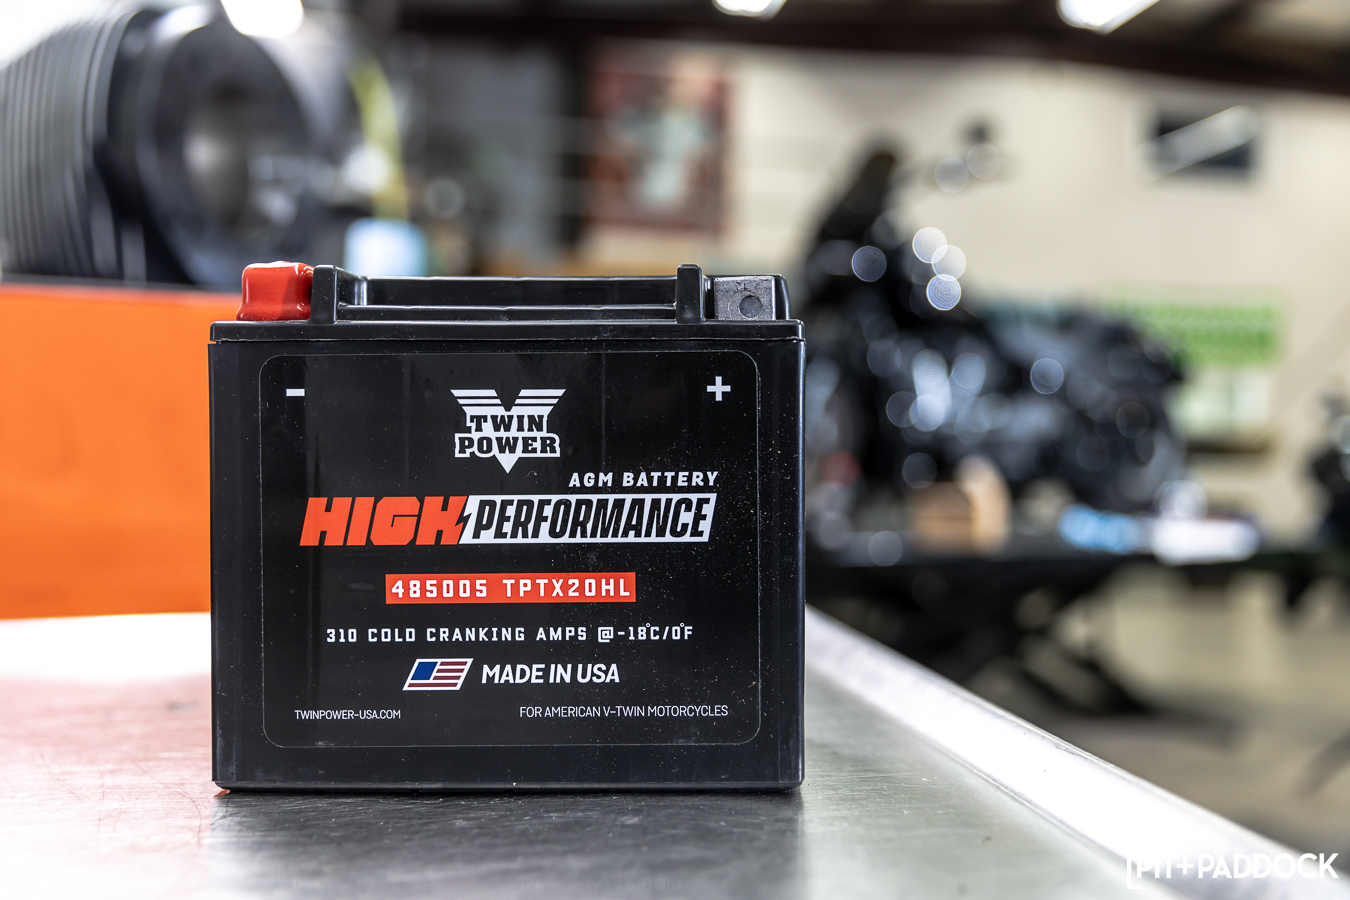 - +
TWIN
POWER
AGM BATTERY
HIGH PERFORMANCE
485005 TPTX20HL
310 COLD CRANKING AMPS @-18°C/0°F
MADE IN USA
TWINPOWER-USA.COM FOR AMERICAN V-TWIN MOTORCYCLES
[PIT+PADDOCK